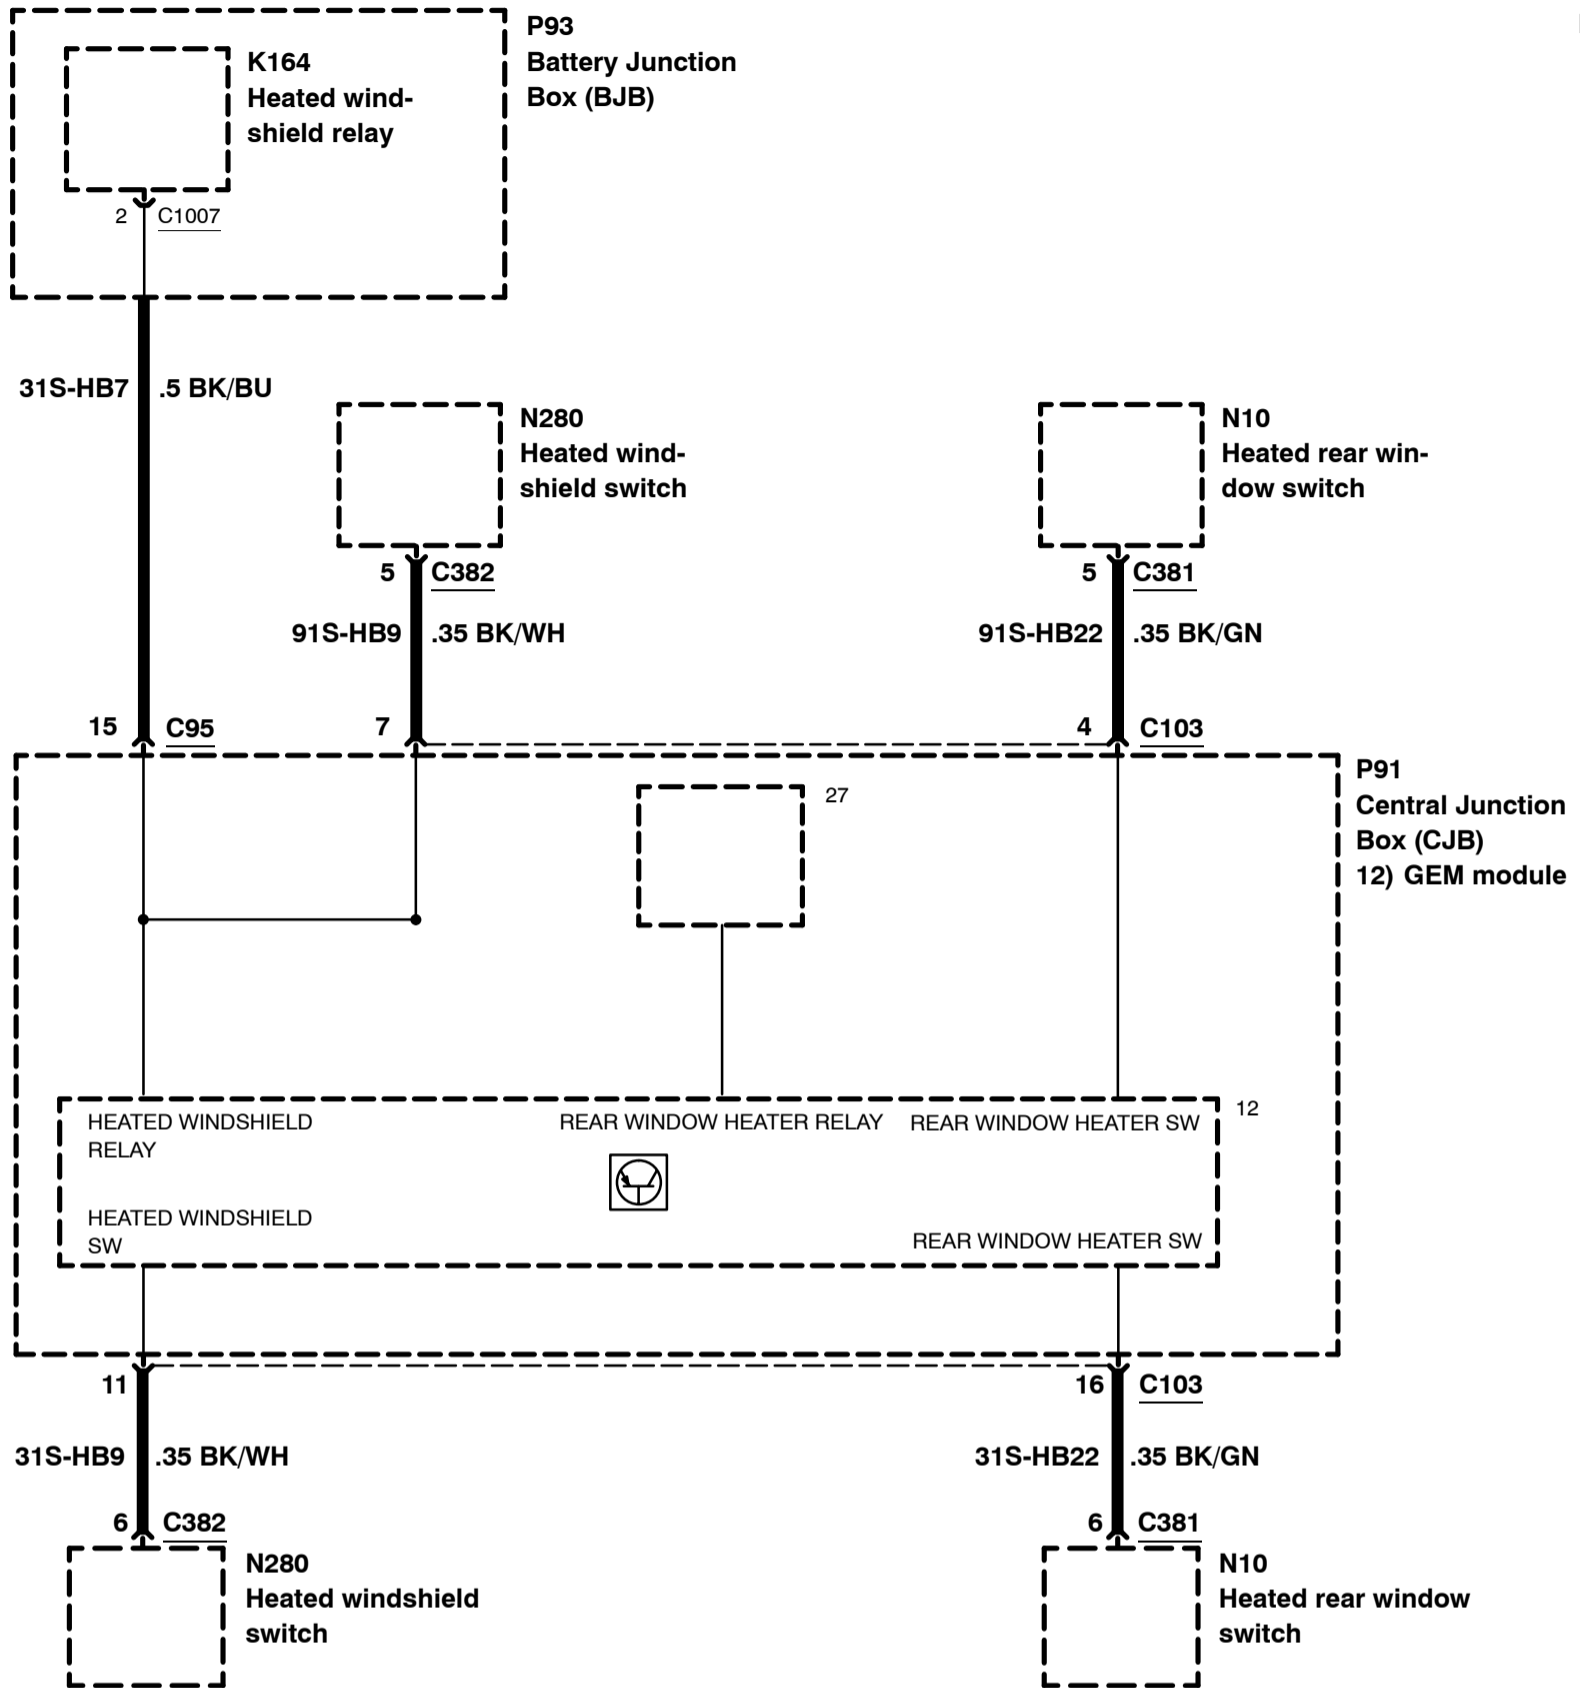 P93
Battery Junction
Box (BJB)
K164
Heated wind-
shield relay
2 C1007
31S-HB7 .5 BK/BU
N280
Heated wind-
shield switch
N10
Heated rear win-
dow switch
5 C382
5 C381
91S-HB9 .35 BK/WH
91S-HB22 .35 BK/GN
15 C95
7
4 C103
P91
Central Junction
Box (CJB)
12) GEM module
27
12
HEATED WINDSHIELD
RELAY
REAR WINDOW HEATER RELAY
REAR WINDOW HEATER SW
HEATED WINDSHIELD
SW
REAR WINDOW HEATER SW
11
16 C103
31S-HB9 .35 BK/WH
31S-HB22 .35 BK/GN
6 C382
6 C381
N280
Heated windshield
switch
N10
Heated rear window
switch